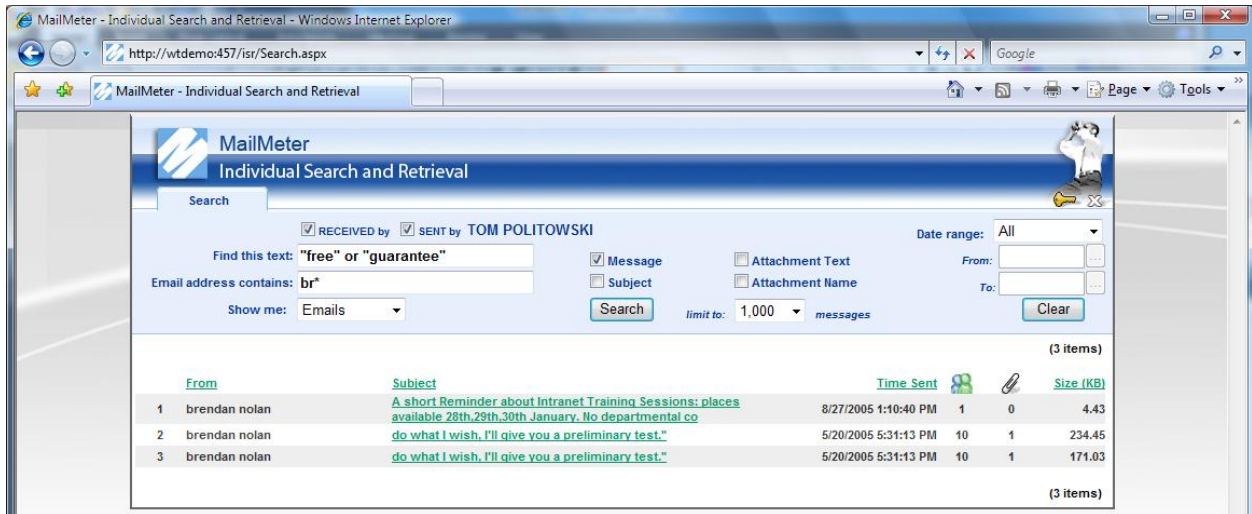 MailMeter - Individual Search and Retrieval - Windows Internet Explorer
http://wtdemo:457/isr/Search.aspx
Google
MailMeter - Individual Search and Retrieval
Page
Tools
MailMeter
Individual Search and Retrieval
Search
RECEIVED by SENT by TOM POLITOWSKI
Date range: All
Find this text: "free" or "guarantee"
Message
Attachment Text
From:
...
Email address contains: br*
Subject
Attachment Name
To:
...
Show me: Emails
Search
limit to: 1,000 messages
Clear
(3 items)
From Subject Time Sent Size (KB)
1 brendan nolan A short Reminder about Intranet Training Sessions: places 8/27/2005 1:10:40 PM 1 0 4.43
available 28th,29th,30th January. No departmental co
2 brendan nolan do what I wish, I'll give you a preliminary test." 5/20/2005 5:31:13 PM 10 1 234.45
3 brendan nolan do what I wish, I'll give you a preliminary test." 5/20/2005 5:31:13 PM 10 1 171.03
(3 items)